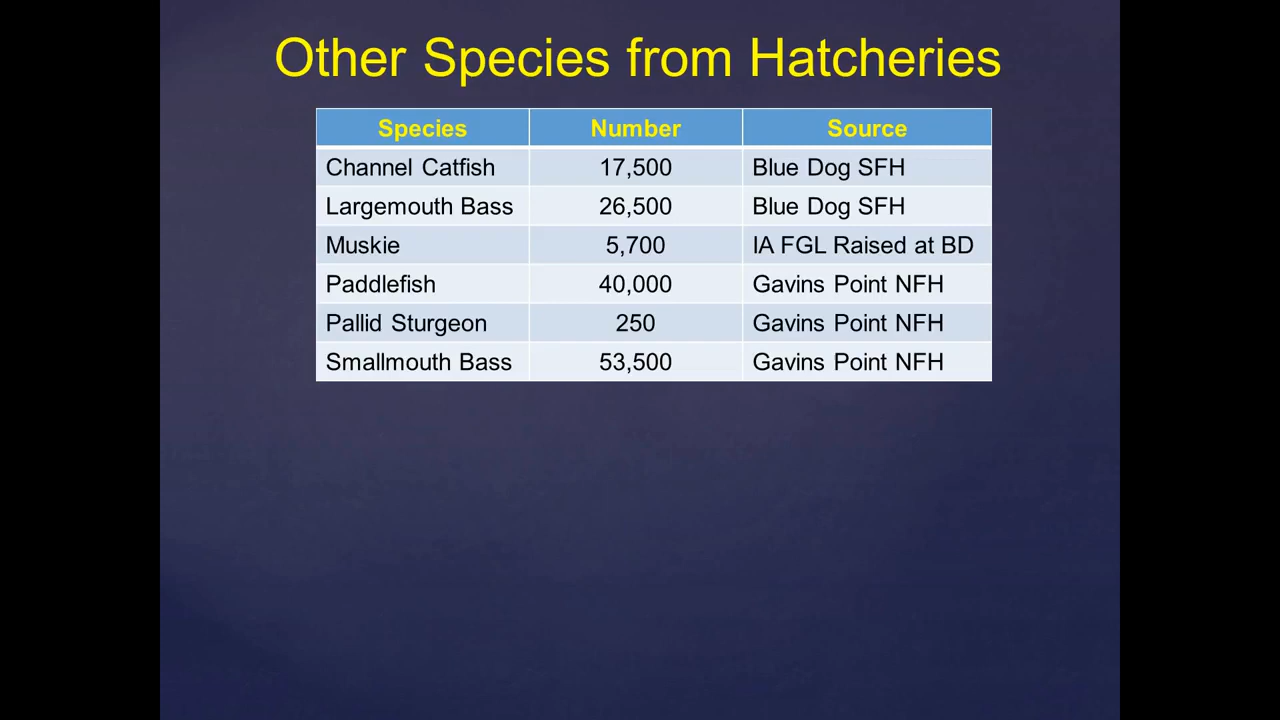 Other Species from Hatcheries
Species Number Source
Channel Catfish 17,500 Blue Dog SFH
Largemouth Bass 26,500 Blue Dog SFH
Muskie 5,700 IA FGL Raised at BD
Paddlefish 40,000 Gavins Point NFH
Pallid Sturgeon 250 Gavins Point NFH
Smallmouth Bass 53,500 Gavins Point NFH